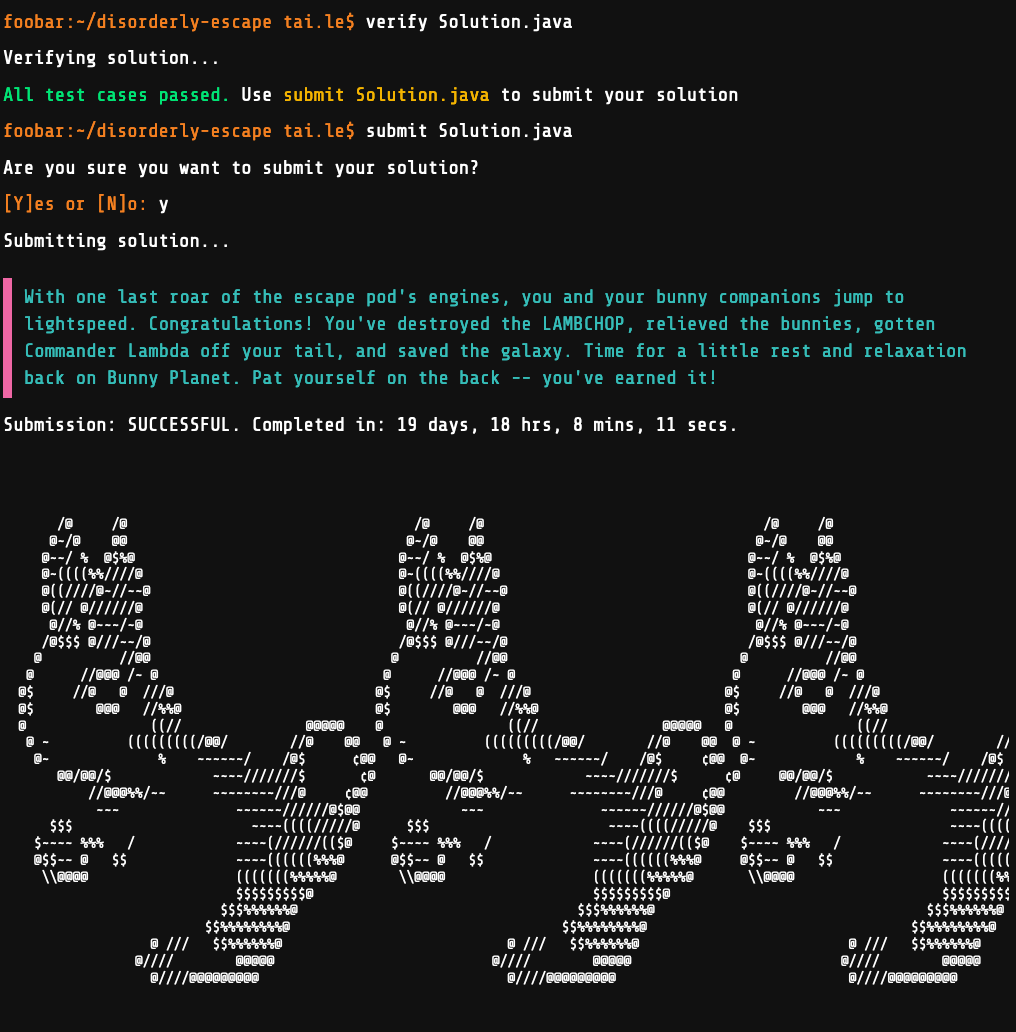 foobar:~/disorderly-escape tai.le$ verify Solution.java
Verifying solution...
All test cases passed. Use submit Solution.java to submit your solution
foobar:~/disorderly-escape tai.le$ submit Solution.java
Are you sure you want to submit your solution?
[Y]es or [N]o: y
Submitting solution...
With one last roar of the escape pod's engines, you and your bunny companions jump to
lightspeed. Congratulations! You've destroyed the LAMBCHOP, relieved the bunnies, gotten
Commander Lambda off your tail, and saved the galaxy. Time for a little rest and relaxation
back on Bunny Planet. Pat yourself on the back -- you've earned it!
Submission: SUCCESSFUL. Completed in: 19 days, 18 hrs, 8 mins, 11 secs.